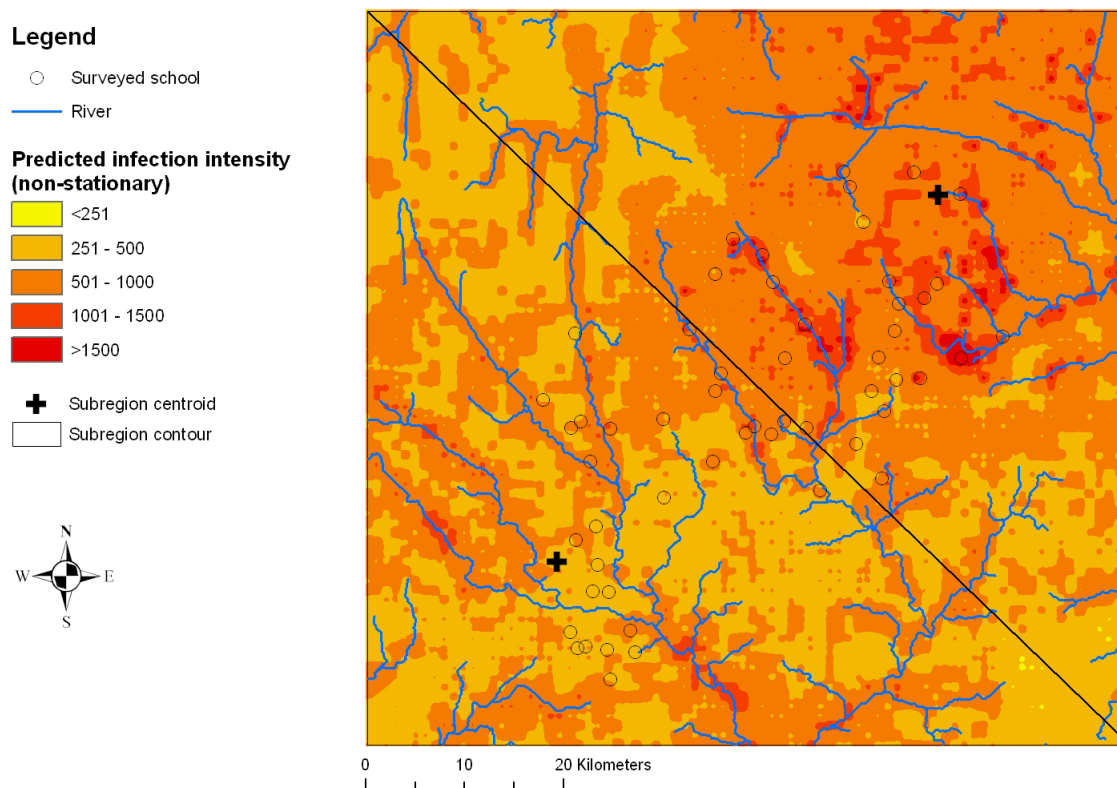 Legend
Surveyed school
River
Predicted infection intensity
(non-stationary)
<251
251 - 500
501 - 1000
1001 - 1500
>1500
Subregion centroid
Subregion contour
N
W E
S
0 10 20 Kilometers